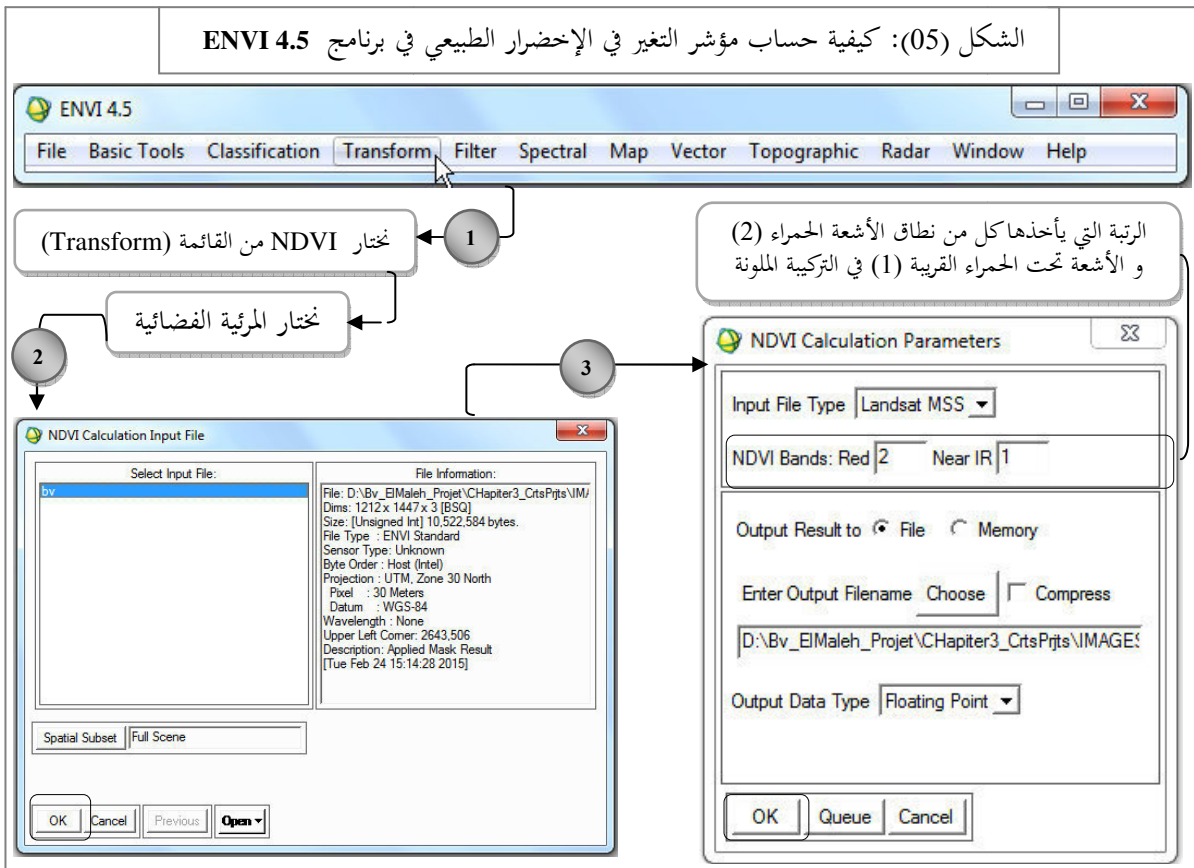 الشكل (05): كيفية حساب مؤشر التغير في الإخضرار الطبيعي في برنامج ENVI 4.5
ENVI 4.5
File Basic Tools Classification Transform Filter Spectral Map Vector Topographic Radar Window Help
1
نختار NDVI من القائمة (Transform)
نختار المرئية الفضائية
2
3
الرتبة التي يأخذها كل من نطاق الأشعة الحمراء (2)
و الأشعة تحت الحمراء القريبة (1) في التركيبة الملونة
NDVI Calculation Input File
Select Input File:
bv
File Information:
File: D:\Bv_ElMaleh_Projet\CHapiter3_CrtsPrjts\IMA
Dims: 1212 x 1447 x 3 [BSQ]
Size: [Unsigned Int] 10,522,584 bytes.
File Type : ENVI Standard
Sensor Type: Unknown
Byte Order : Host (Intel)
Projection : UTM, Zone 30 North
Pixel : 30 Meters
Datum : WGS-84
Wavelength : None
Upper Left Corner: 2643,506
Description: Applied Mask Result
[Tue Feb 24 15:14:28 2015]
Spatial Subset Full Scene
OK Cancel Previous Open
NDVI Calculation Parameters
Input File Type Landsat MSS
NDVI Bands: Red 2 Near IR 1
Output Result to File Memory
Enter Output Filename Choose Compress
D:\Bv_ElMaleh_Projet\CHapiter3_CrtsPrjts\IMAGES
Output Data Type Floating Point
OK Queue Cancel